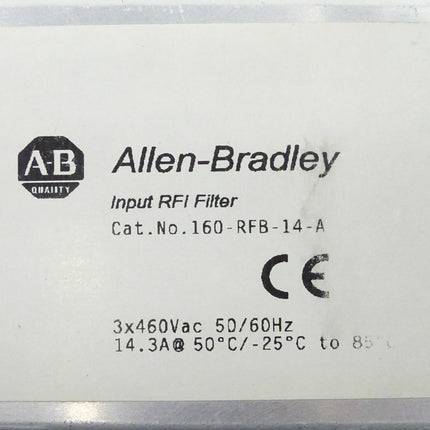 A-B
QUALITY
Allen-Bradley
Input RFI Filter
Cat.No.160-RFB-14-A
CE
3x460Vac 50/60Hz
14.3A@ 50°C/-25°C to 85°C